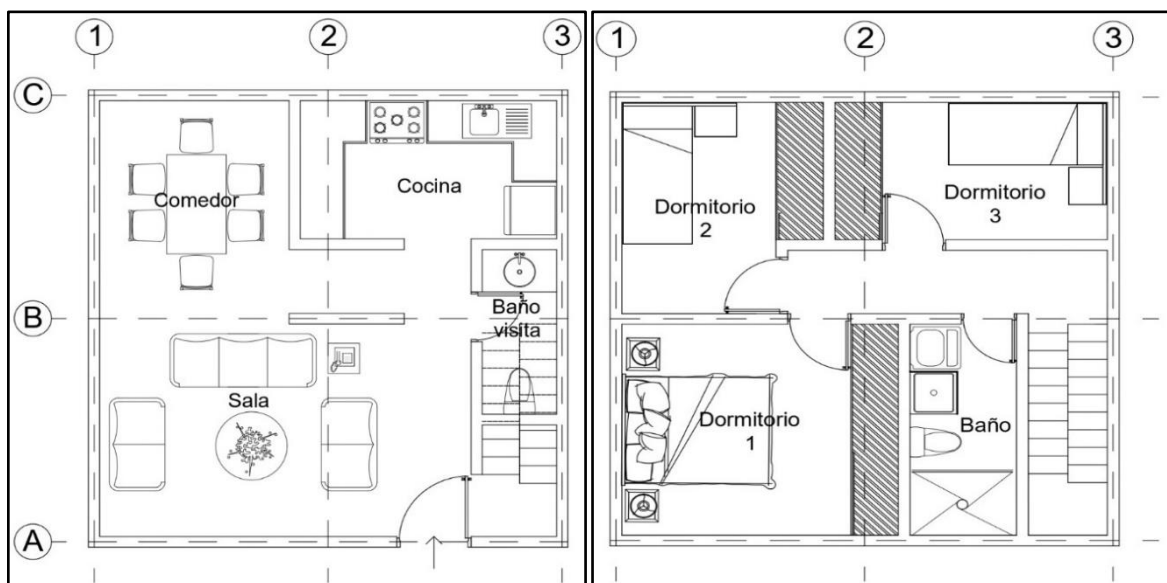 1 2 3
C
Comedor
Cocina
B
Baño
visita
Sala
A
1 2 3
Dormitorio
2
Dormitorio
3
Dormitorio
1
Baño